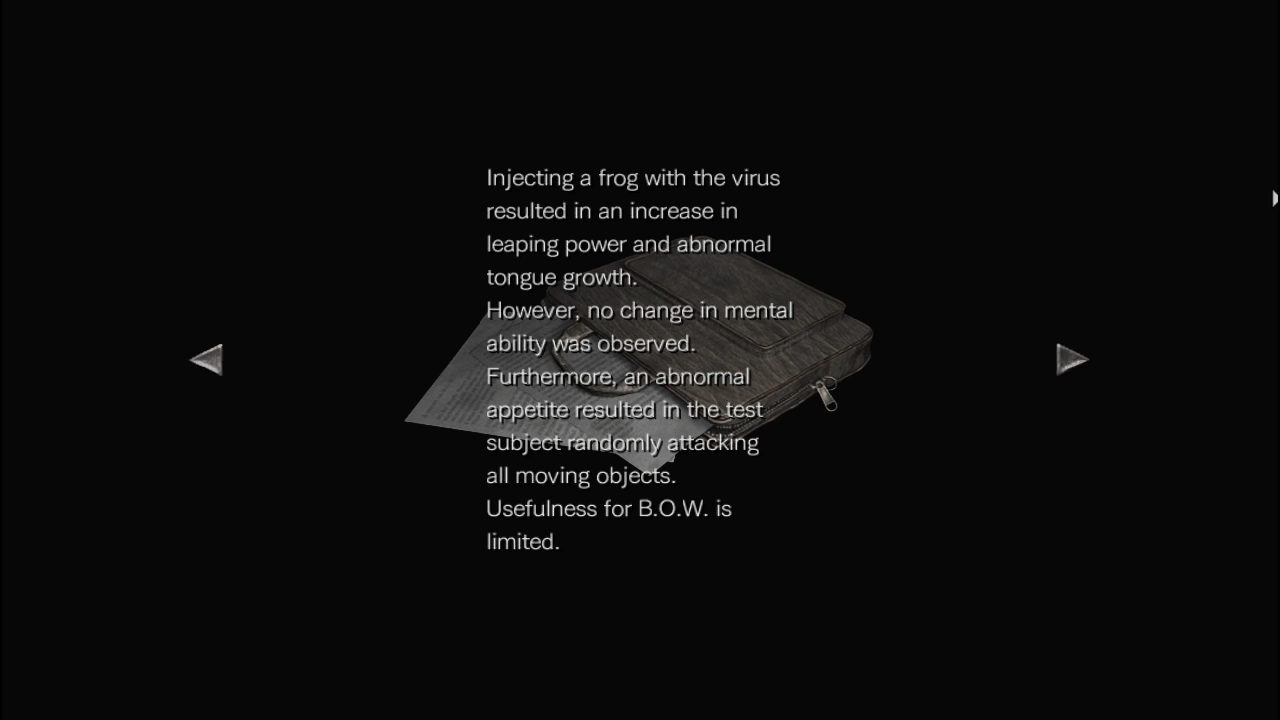 Injecting a frog with the virus
resulted in an increase in
leaping power and abnormal
tongue growth.
However, no change in mental
ability was observed.
Furthermore, an abnormal
appetite resulted in the test
subject randomly attacking
all moving objects.
Usefulness for B.O.W. is
limited.